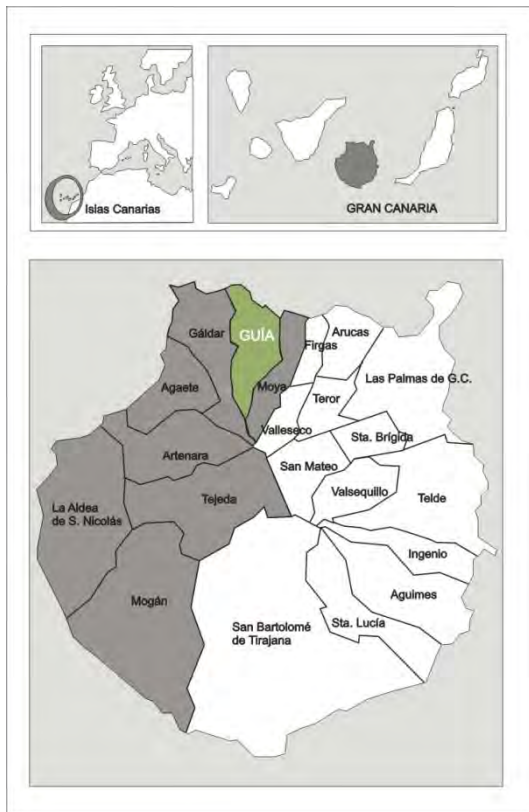 Islas Canarias
GRAN CANARIA
GUÍA
Gáldar
Arucas
Firgas
Agaete
Moya
Las Palmas de G.C.
Teror
Valleseco
Sta. Brígida
Artenara
San Mateo
Tejeda
Valsequillo
La Aldea
de S. Nicolás
Telde
Ingenio
Mogán
Aguimes
San Bartolomé
de Tirajana
Sta. Lucía